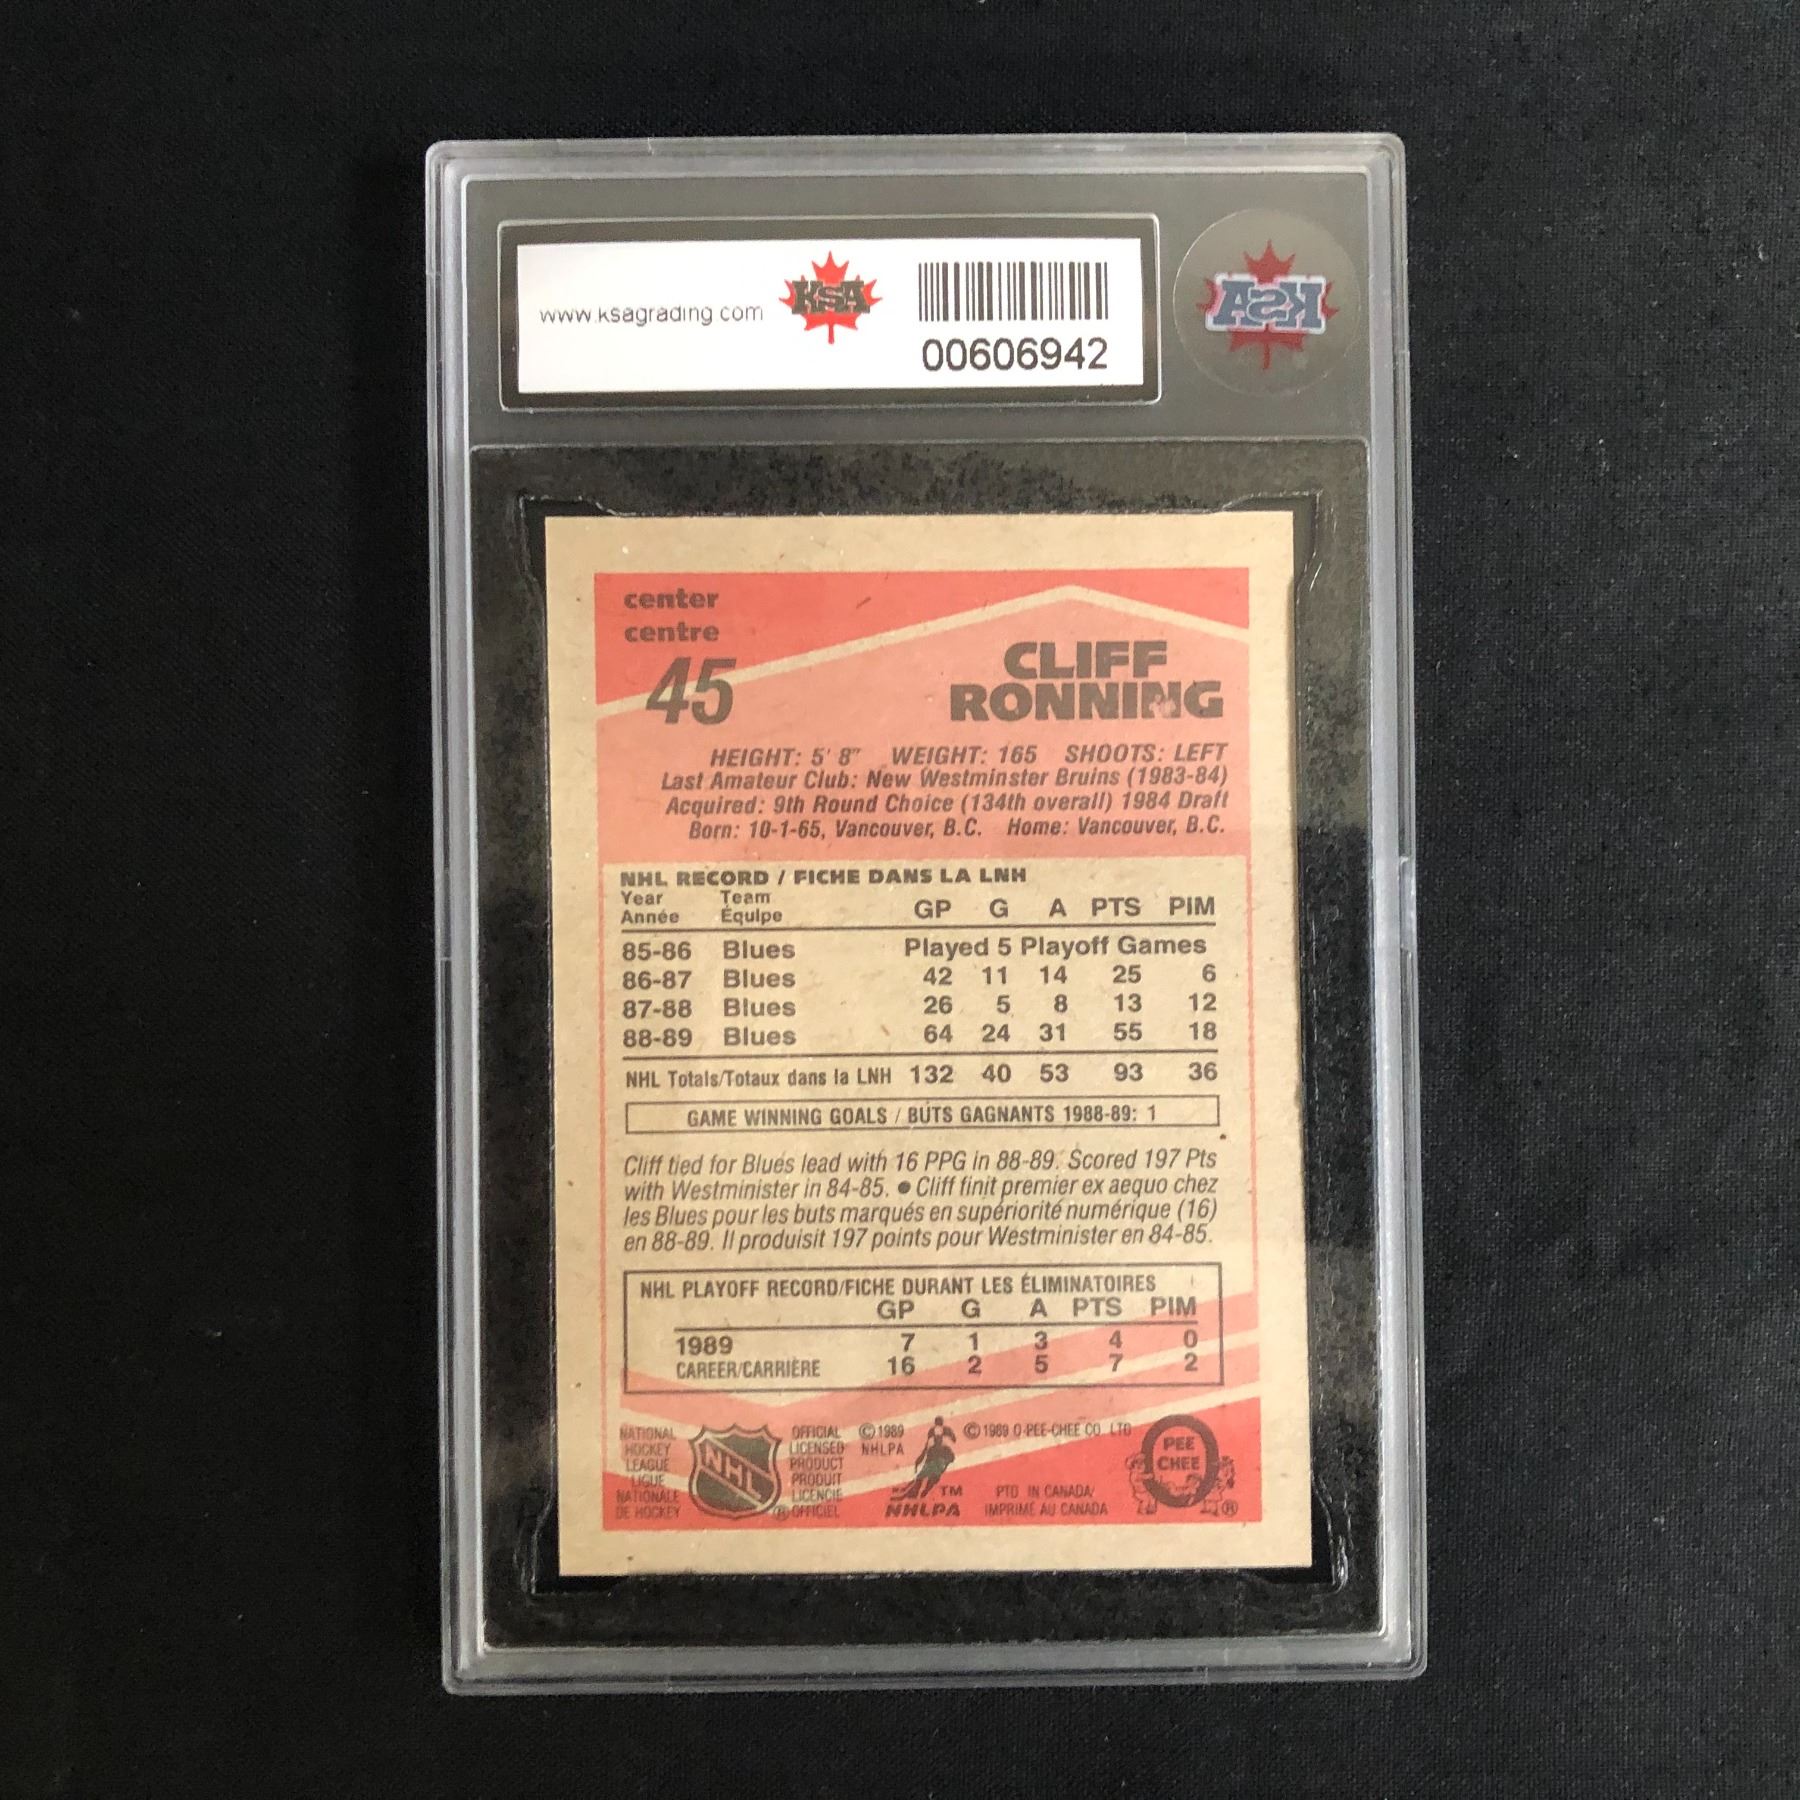 www.ksagrading.com
KSA
00606942
KSA
center
centre
45
CLIFF
RONNING
HEIGHT: 5' 8" WEIGHT: 165 SHOOTS: LEFT
Last Amateur Club: New Westminster Bruins (1983-84)
Acquired: 9th Round Choice (134th overall) 1984 Draft
Born: 10-1-65, Vancouver, B.C. Home: Vancouver, B.C.
NHL RECORD / FICHE DANS LA LNH
Year Team
Année Équipe GP G A PTS PIM
85-86 Blues Played 5 Playoff Games
86-87 Blues 42 11 14 25 6
87-88 Blues 26 5 8 13 12
88-89 Blues 64 24 31 55 18
NHL Totals/Totaux dans la LNH 132 40 53 93 36
GAME WINNING GOALS / BUTS GAGNANTS 1988-89: 1
Cliff tied for Blues lead with 16 PPG in 88-89. Scored 197 Pts
with Westminister in 84-85. ● Cliff finit premier ex aequo chez
les Blues pour les buts marqués en supériorité numérique (16)
en 88-89. Il produisit 197 points pour Westminister en 84-85.
NHL PLAYOFF RECORD/FICHE DURANT LES ÉLIMINATOIRES
GP G A PTS PIM
1989 7 1 3 4 0
CAREER/CARRIÈRE 16 2 5 7 2
NATIONAL
HOCKEY
LEAGUE
LIGUE
NATIONALE
DE HOCKEY
NHL
OFFICIAL
LICENSED
PRODUCT
PRODUIT
LICENCIE
® OFFICIEL
© 1989
NHLPA
TM
NHLPA
© 1989 O-PEE-CHEE CO. LTD
PTD. IN CANADA/
IMPRIMÉ AU CANADA
O
PEE
CHEE
®